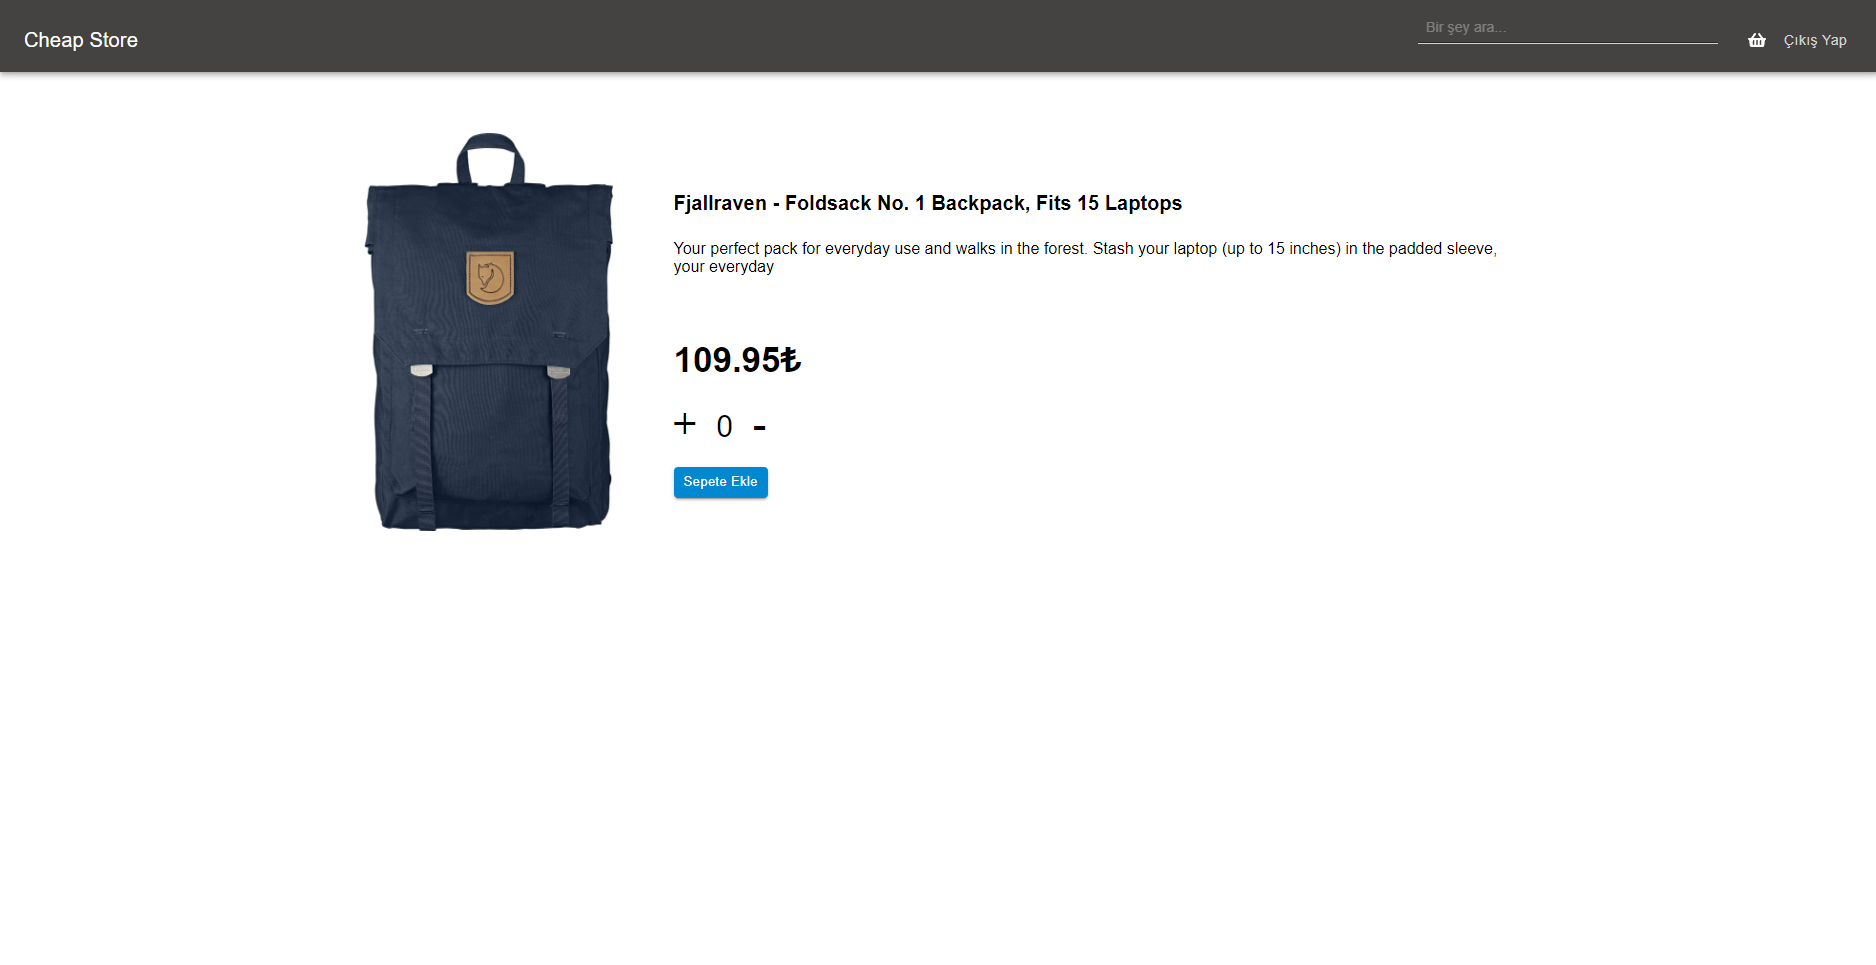 Cheap Store
Bir şey ara...
Çıkış Yap
Fjallraven - Foldsack No. 1 Backpack, Fits 15 Laptops
Your perfect pack for everyday use and walks in the forest. Stash your laptop (up to 15 inches) in the padded sleeve,
your everyday
109.95₺
+ 0 -
Sepete Ekle